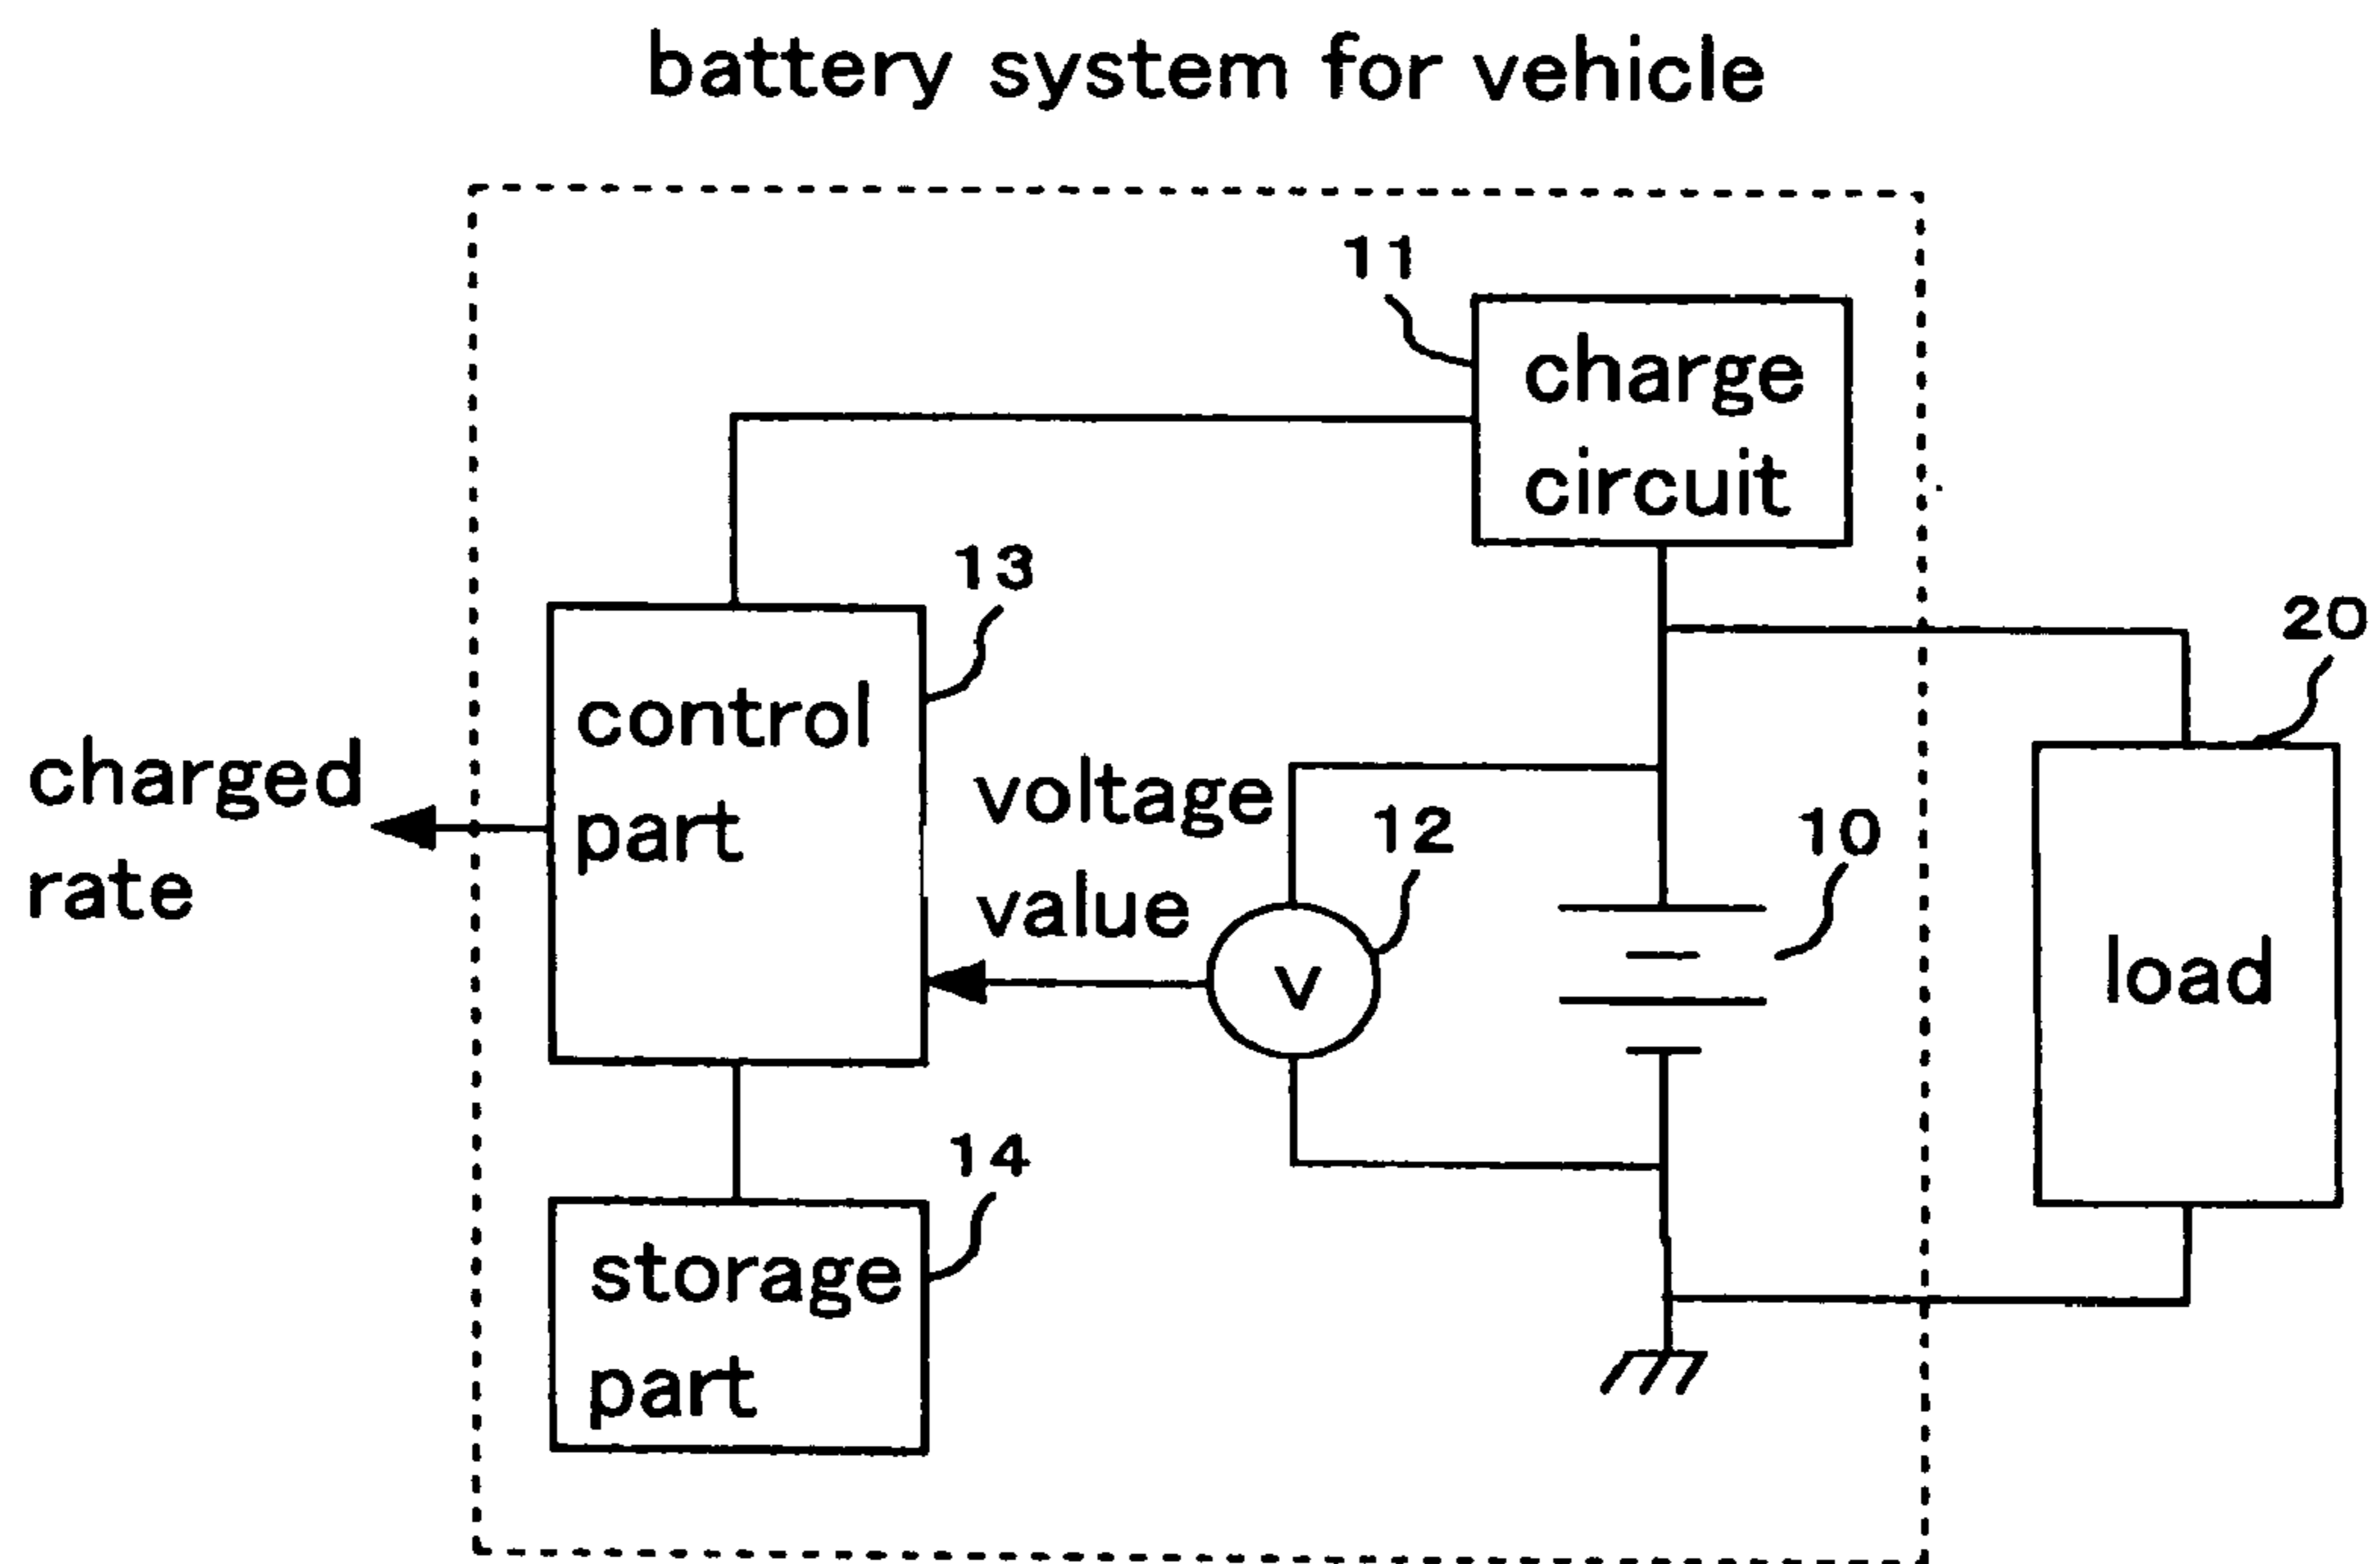 battery system for vehicle
11
charge
circuit
13
control
part
charged
rate
voltage
value
12
V
10
20
load
14
storage
part